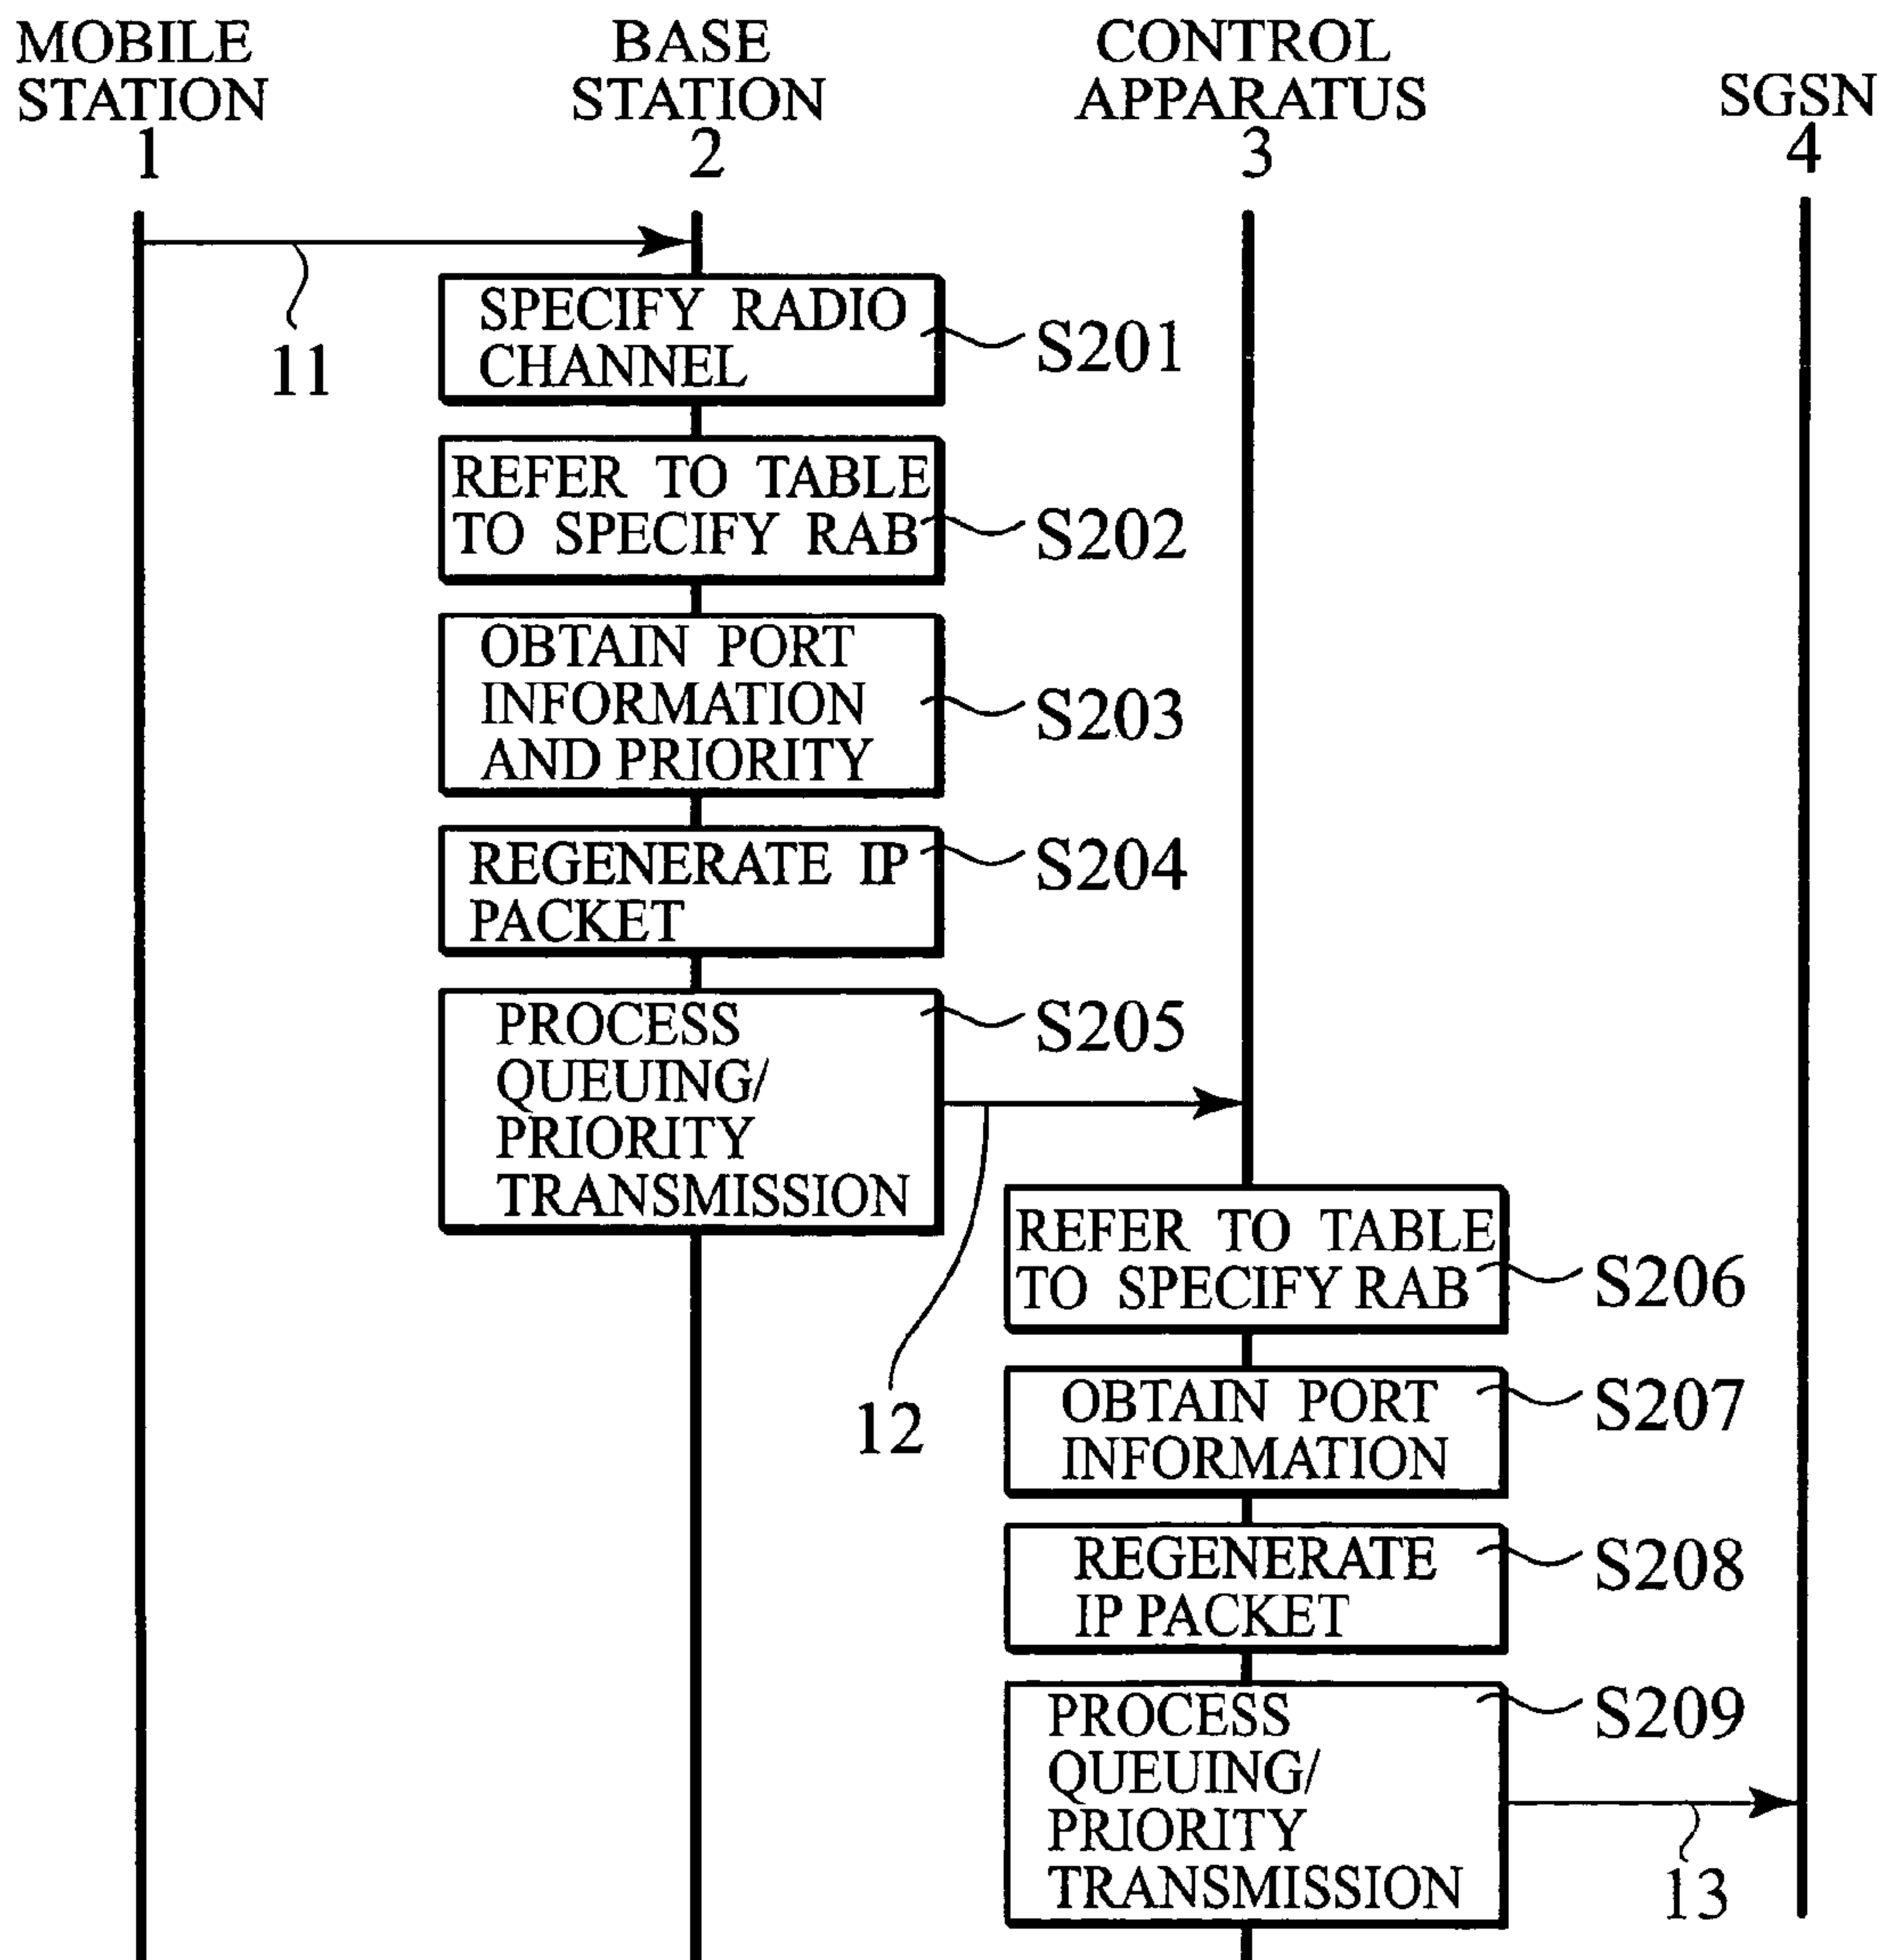 MOBILE
STATION
1
BASE
STATION
2
CONTROL
APPARATUS
3
SGSN
4
11
SPECIFY RADIO
CHANNEL
S201
REFER TO TABLE
TO SPECIFY RAB
S202
OBTAIN PORT
INFORMATION
AND PRIORITY
S203
REGENERATE IP
PACKET
S204
PROCESS
QUEUING/
PRIORITY
TRANSMISSION
S205
12
REFER TO TABLE
TO SPECIFY RAB
S206
OBTAIN PORT
INFORMATION
S207
REGENERATE
IP PACKET
S208
PROCESS
QUEUING/
PRIORITY
TRANSMISSION
S209
13